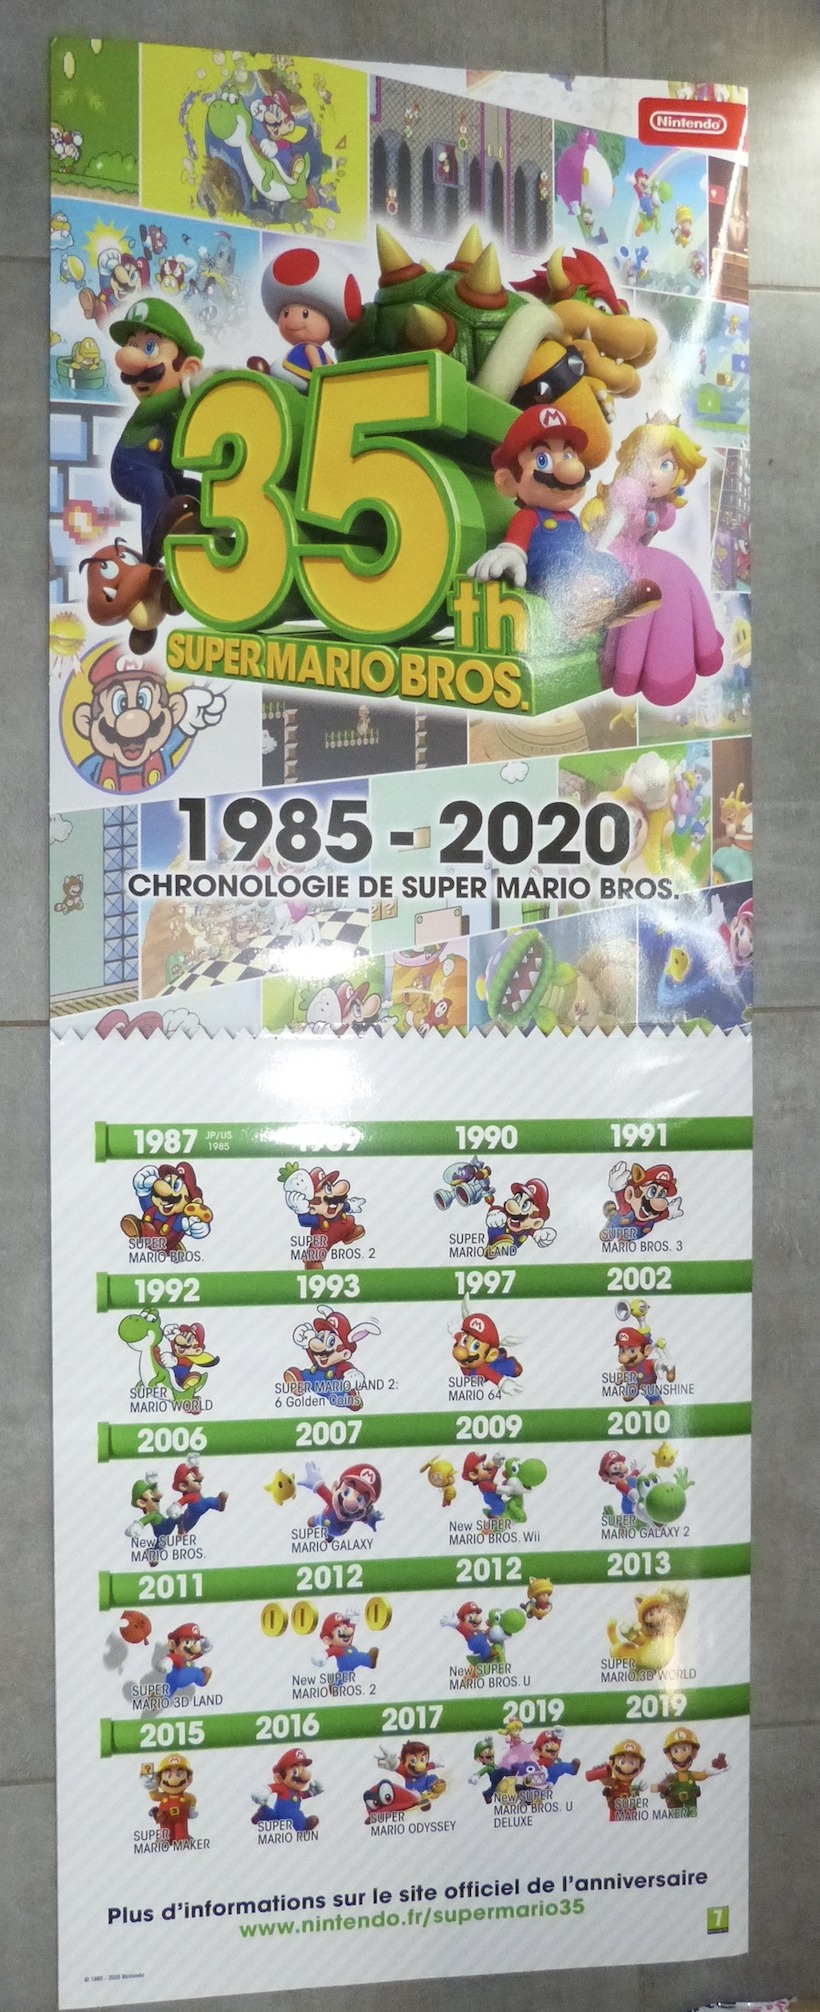 Nintendo
35th
SUPER MARIO BROS.
1985 - 2020
CHRONOLOGIE DE SUPER MARIO BROS.
1987 JP/US 1985 1989 1990 1991
SUPER MARIO BROS.
SUPER MARIO BROS. 2
SUPER MARIO LAND
SUPER MARIO BROS. 3
1992 1993 1997 2002
SUPER MARIO WORLD
SUPER MARIO LAND 2: 6 Golden Coins
SUPER MARIO 64
SUPER MARIO SUNSHINE
2006 2007 2009 2010
New SUPER MARIO BROS.
SUPER MARIO GALAXY
New SUPER MARIO BROS. Wii
SUPER MARIO GALAXY 2
2011 2012 2012 2013
SUPER MARIO 3D LAND
New SUPER MARIO BROS. 2
New SUPER MARIO BROS. U
SUPER MARIO 3D WORLD
2015 2016 2017 2019 2019
SUPER MARIO MAKER
SUPER MARIO RUN
SUPER MARIO ODYSSEY
New SUPER MARIO BROS. U DELUXE
SUPER MARIO MAKER 2
Plus d'informations sur le site officiel de l'anniversaire
www.nintendo.fr/supermario35
7
© 1985 - 2020 Nintendo